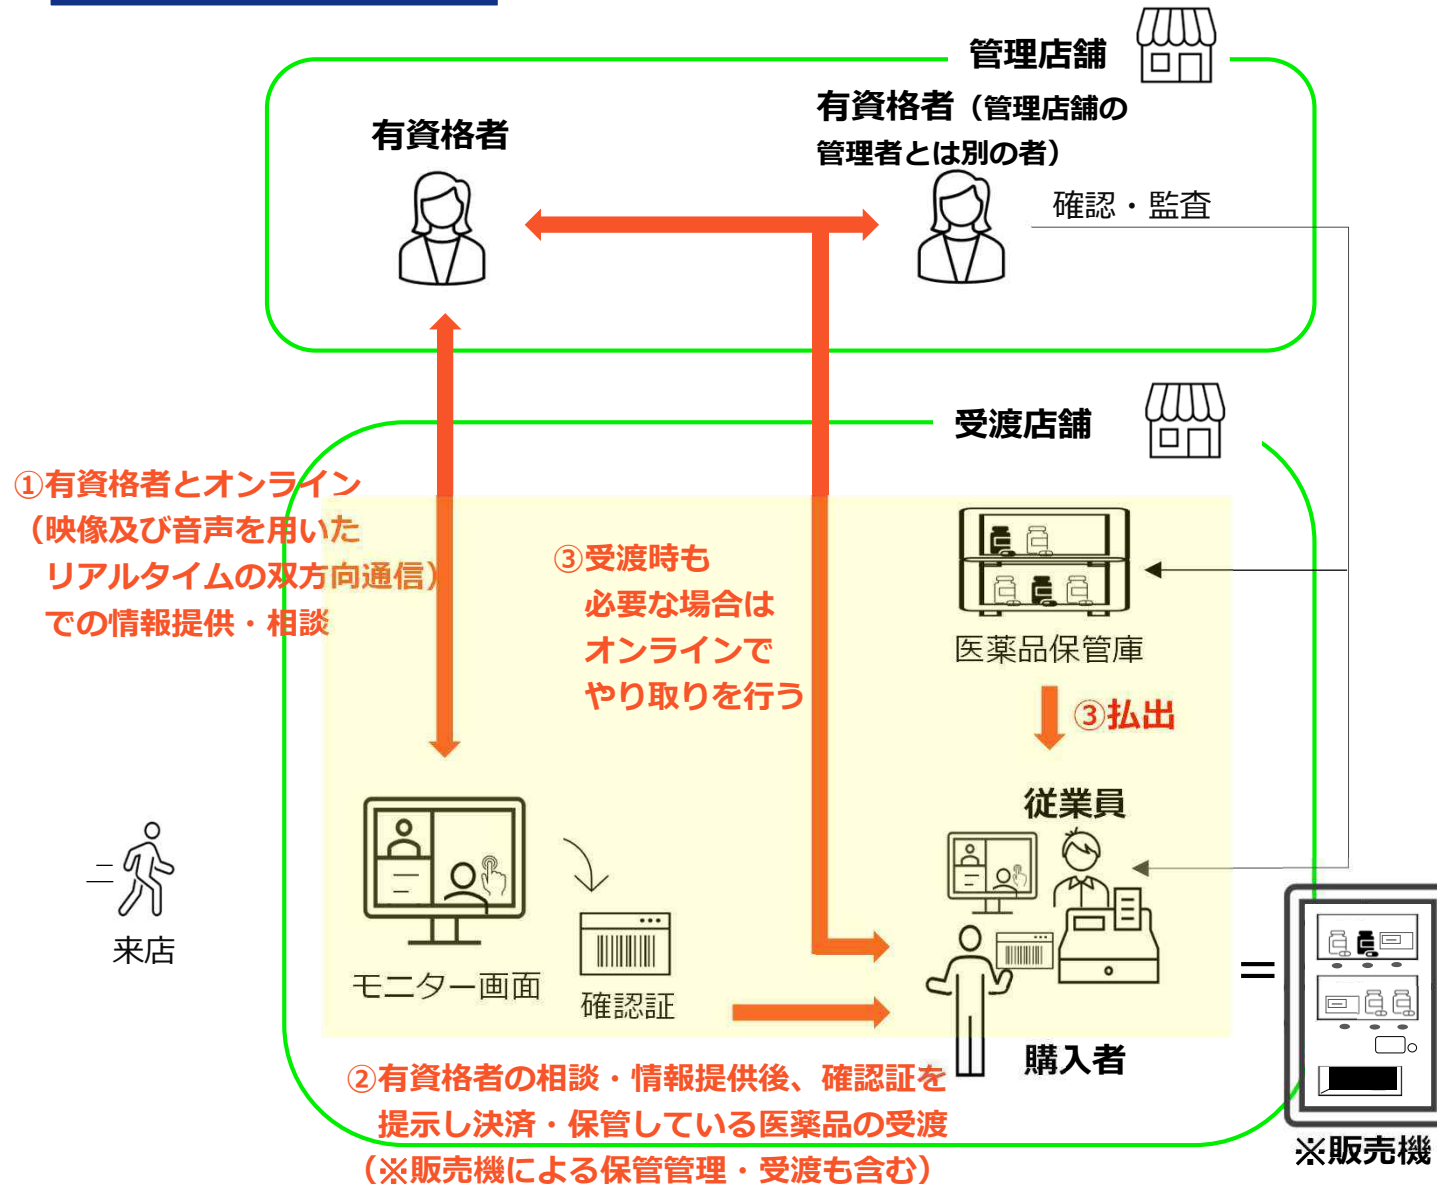 管理店舗
有資格者
有資格者（管理店舗の
管理者とは別の者）
確認・監査
受渡店舗
①有資格者とオンライン
（映像及び音声を用いた
リアルタイムの双方向通信）
での情報提供・相談
③受渡時も
必要な場合は
オンラインで
やり取りを行う
医薬品保管庫
③払出
従業員
来店
モニター画面
確認証
＝
購入者
②有資格者の相談・情報提供後、確認証を
提示し決済・保管している医薬品の受渡
（※販売機による保管管理・受渡も含む）
※販売機